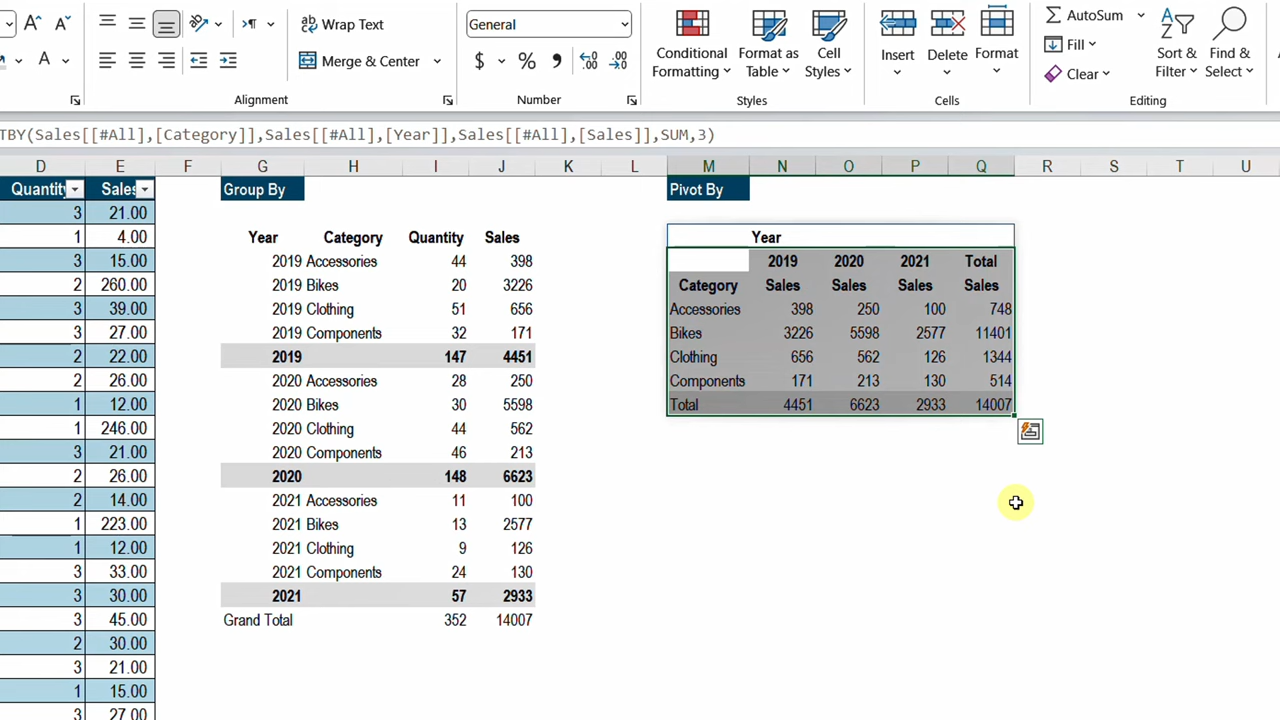 Wrap Text
General
Conditional Formatting
Format as Table
Cell Styles
Insert
Delete
Format
AutoSum
Fill
Clear
Sort & Filter
Find & Select
Merge & Center
$ % ,
Alignment
Number
Styles
Cells
Editing
TBY(Sales[[#All],[Category]],Sales[[#All],[Year]],Sales[[#All],[Sales]],SUM,3)
D E F G H I J K L M N O P Q R S T U
Quantity Sales Group By Pivot By
3 21.00
1 4.00 Year Category Quantity Sales Year
3 15.00 2019 Accessories 44 398 2019 2020 2021 Total
2 260.00 2019 Bikes 20 3226 Category Sales Sales Sales Sales
3 39.00 2019 Clothing 51 656 Accessories 398 250 100 748
3 27.00 2019 Components 32 171 Bikes 3226 5598 2577 11401
2 22.00 2019 147 4451 Clothing 656 562 126 1344
2 26.00 2020 Accessories 28 250 Components 171 213 130 514
1 12.00 2020 Bikes 30 5598 Total 4451 6623 2933 14007
1 246.00 2020 Clothing 44 562
3 21.00 2020 Components 46 213
2 26.00 2020 148 6623
2 14.00 2021 Accessories 11 100
1 223.00 2021 Bikes 13 2577
1 12.00 2021 Clothing 9 126
3 33.00 2021 Components 24 130
3 30.00 2021 57 2933
3 45.00 Grand Total 352 14007
2 30.00
3 21.00
1 15.00
3 27.00